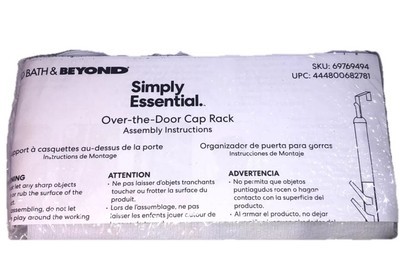 BATH & BEYOND
SKU: 69769494
UPC: 444800682781
Simply
Essential.
Over-the-Door Cap Rack
Assembly Instructions
pport à casquettes au-dessus de la porte
Instructions de Montage
Organizador de puerta para gorras
Instrucciones de Montaje
NING
let any sharp objects
or rub the surface of the
assembling, do not let
play around the working
ATTENTION
• Ne pas laisser d'objets tranchants
toucher ou frotter la surface du
produit.
• Lors de l'assemblage, ne pas
laisser les enfants jouer autour de
ADVERTENCIA
• No permita que objetos
puntiagudos rocen o hagan
contacto con la superficie del
producto.
• Al armar el producto, no dejar